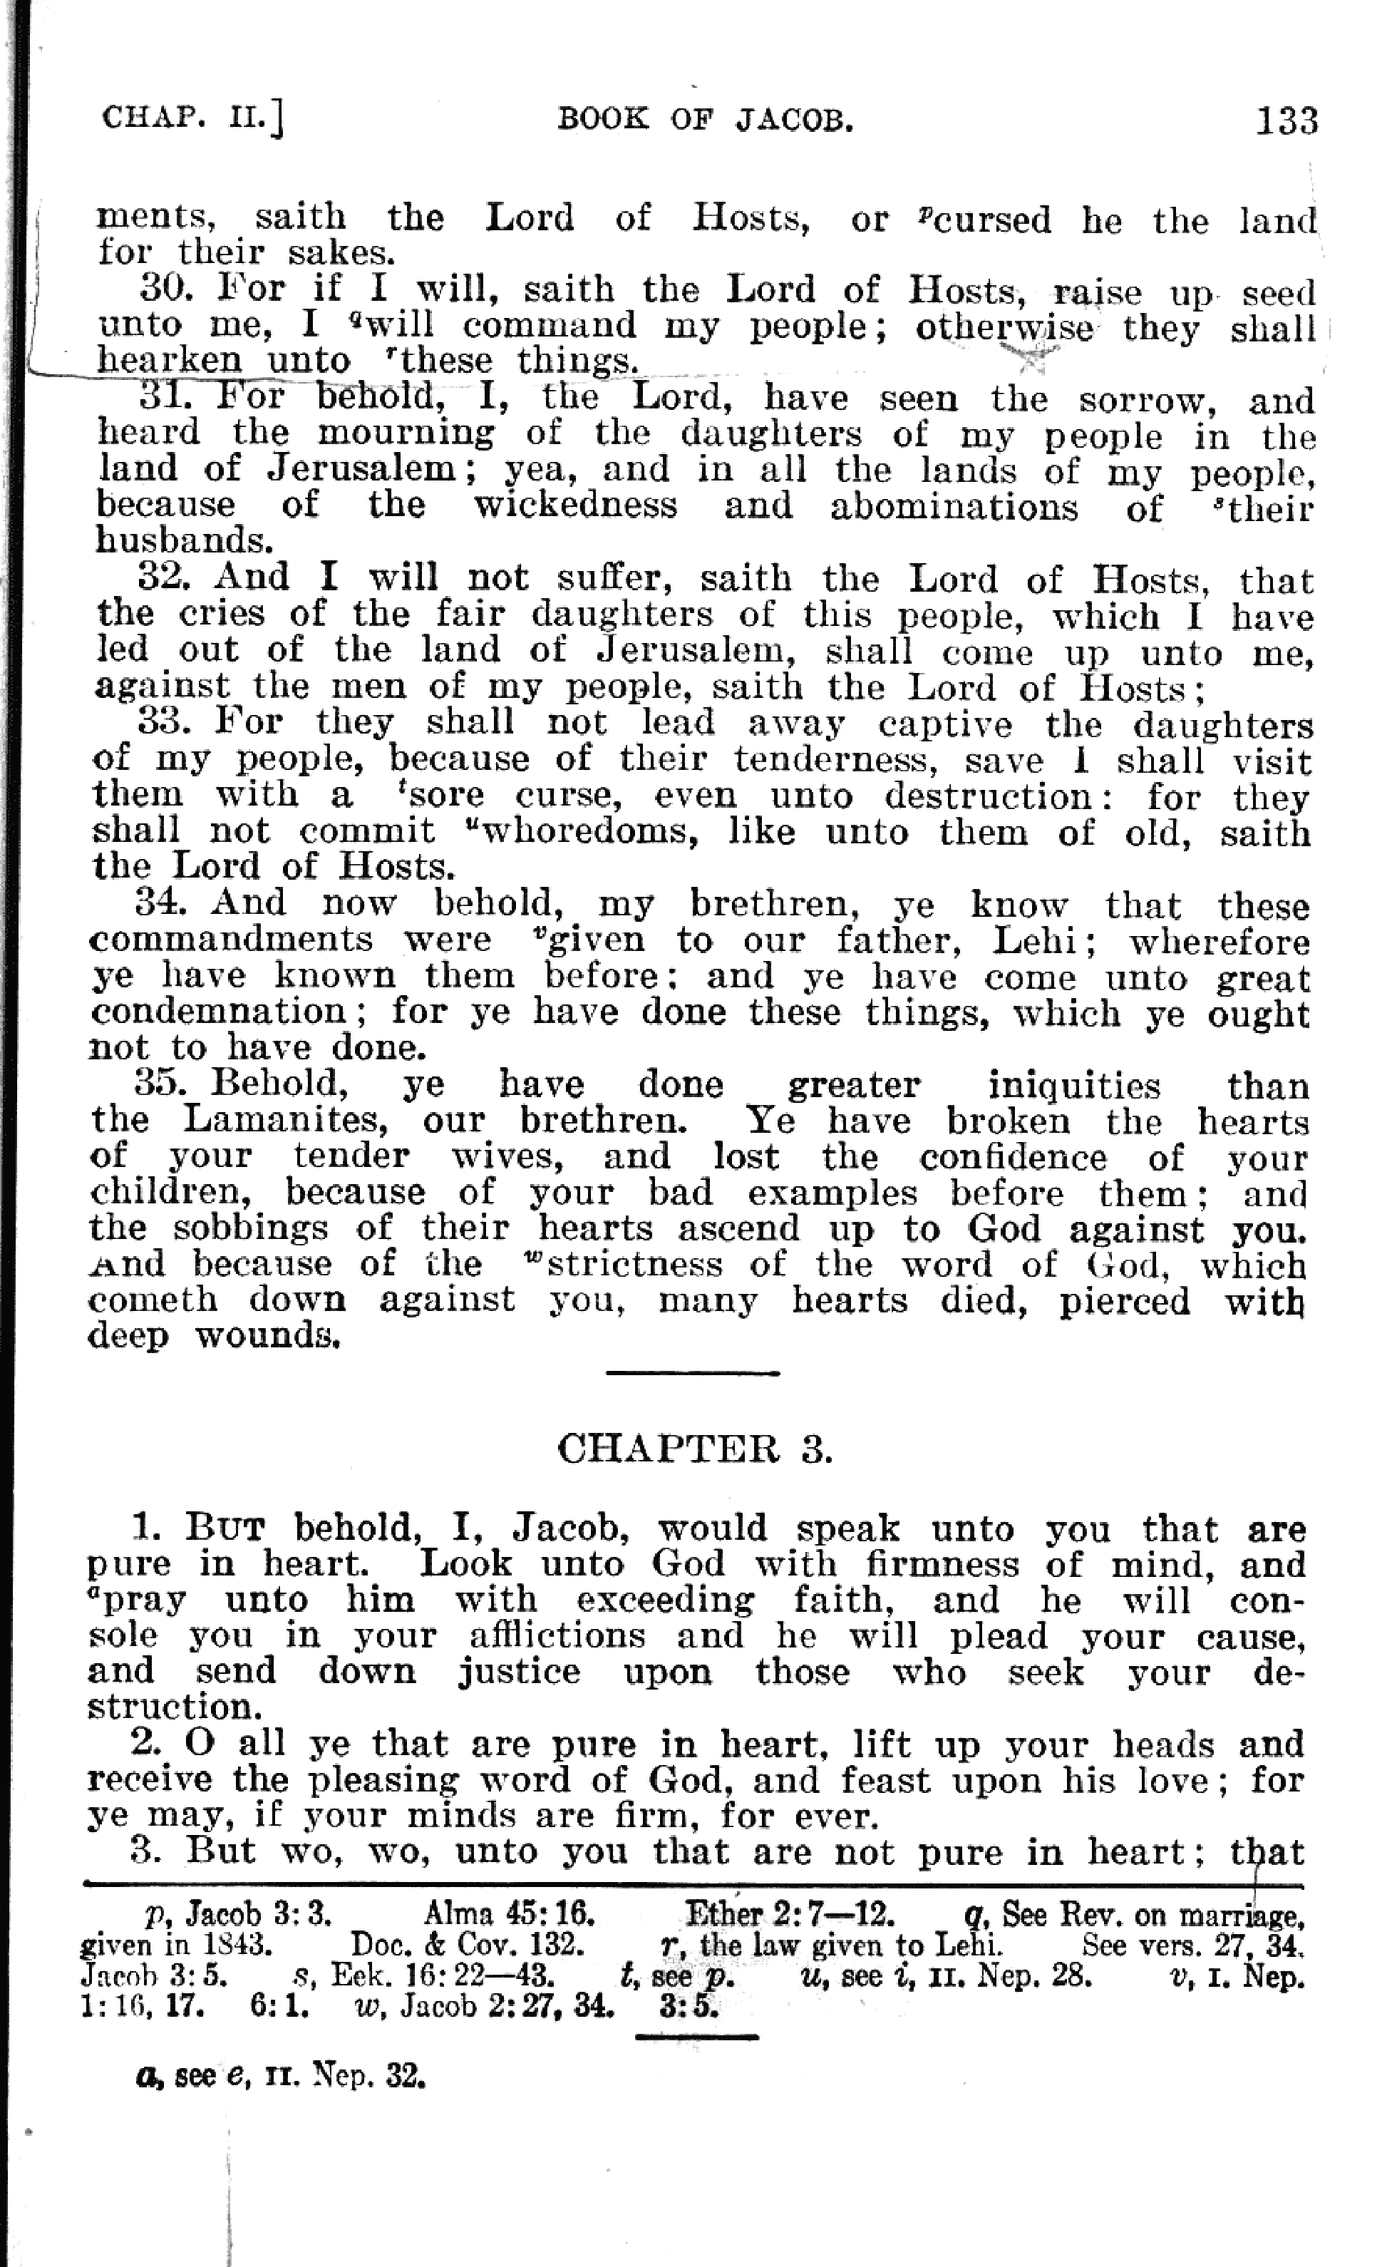 CHAP. II.] BOOK OF JACOB. 133
ments, saith the Lord of Hosts, or pcursed he the land
for their sakes.
30. For if I will, saith the Lord of Hosts, raise up seed
unto me, I qwill command my people; otherwise they shall
hearken unto rthese things.
31. For behold, I, the Lord, have seen the sorrow, and
heard the mourning of the daughters of my people in the
land of Jerusalem; yea, and in all the lands of my people,
because of the wickedness and abominations of stheir
husbands.
32. And I will not suffer, saith the Lord of Hosts, that
the cries of the fair daughters of this people, which I have
led out of the land of Jerusalem, shall come up unto me,
against the men of my people, saith the Lord of Hosts;
33. For they shall not lead away captive the daughters
of my people, because of their tenderness, save I shall visit
them with a tsore curse, even unto destruction: for they
shall not commit uwhoredoms, like unto them of old, saith
the Lord of Hosts.
34. And now behold, my brethren, ye know that these
commandments were vgiven to our father, Lehi; wherefore
ye have known them before; and ye have come unto great
condemnation; for ye have done these things, which ye ought
not to have done.
35. Behold, ye have done greater iniquities than
the Lamanites, our brethren. Ye have broken the hearts
of your tender wives, and lost the confidence of your
children, because of your bad examples before them; and
the sobbings of their hearts ascend up to God against you.
And because of the wstrictness of the word of God, which
cometh down against you, many hearts died, pierced with
deep wounds.
CHAPTER 3.
1. BUT behold, I, Jacob, would speak unto you that are
pure in heart. Look unto God with firmness of mind, and
apray unto him with exceeding faith, and he will con-
sole you in your afflictions and he will plead your cause,
and send down justice upon those who seek your de-
struction.
2. O all ye that are pure in heart, lift up your heads and
receive the pleasing word of God, and feast upon his love; for
ye may, if your minds are firm, for ever.
3. But wo, wo, unto you that are not pure in heart; that
p, Jacob 3:3. Alma 45:16. Ether 2:7—12. q, See Rev. on marriage,
given in 1843. Doc. & Cov. 132. r, the law given to Lehi. See vers. 27, 34.
Jacob 3:5. s, Eek. 16:22—43. t, see p. u, see i, II. Nep. 28. v, I. Nep.
1:16, 17. 6:1. w, Jacob 2:27, 34. 3:5.
a, see e, II. Nep. 32.